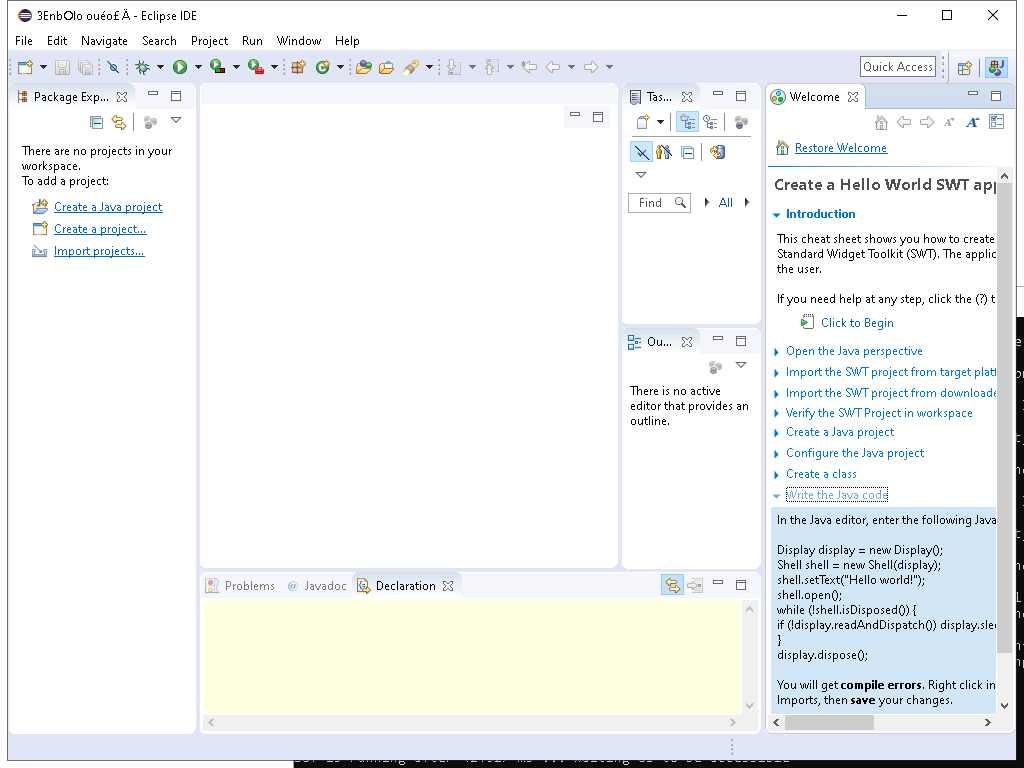 3Enb0lo ouéo£Ä - Eclipse IDE
File Edit Navigate Search Project Run Window Help
Quick Access
Package Exp...
There are no projects in your
workspace.
To add a project:
Create a Java project
Create a project...
Import projects...
Tas...
Find
All
Ou...
There is no active
editor that provides an
outline.
Problems
@ Javadoc
Declaration
Welcome
Restore Welcome
Create a Hello World SWT app
Introduction
This cheat sheet shows you how to create
Standard Widget Toolkit (SWT). The applic
the user.
If you need help at any step, click the (?) t
Click to Begin
Open the Java perspective
Import the SWT project from target platf
Import the SWT project from downloade
Verify the SWT Project in workspace
Create a Java project
Configure the Java project
Create a class
Write the Java code
In the Java editor, enter the following Java
Display display = new Display();
Shell shell = new Shell(display);
shell.setText("Hello world!");
shell.open();
while (!shell.isDisposed()) {
if (!display.readAndDispatch()) display.slee
}
display.dispose();
You will get compile errors. Right click in
Imports, then save your changes.